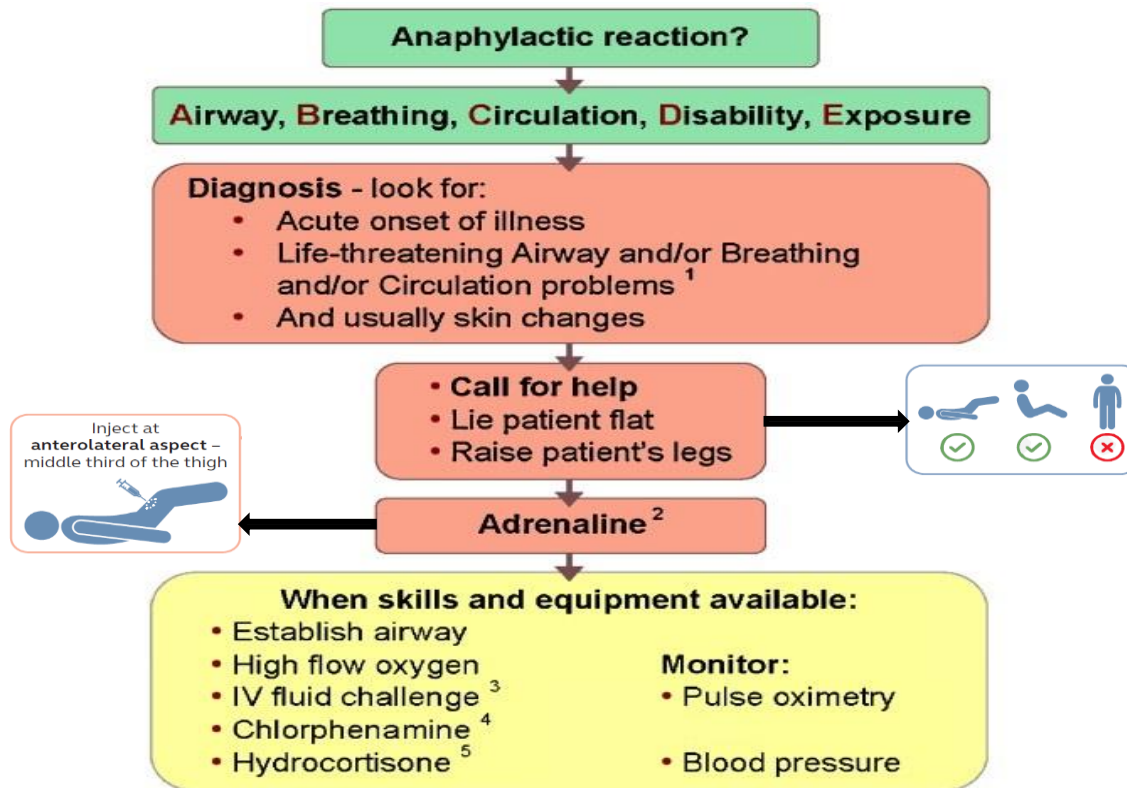 Anaphylactic reaction?
Airway, Breathing, Circulation, Disability, Exposure
Diagnosis - look for:
• Acute onset of illness
• Life-threatening Airway and/or Breathing
and/or Circulation problems 1
• And usually skin changes
• Call for help
• Lie patient flat
• Raise patient's legs
Inject at
anterolateral aspect –
middle third of the thigh
Adrenaline 2
When skills and equipment available:
• Establish airway
• High flow oxygen
• IV fluid challenge 3
• Chlorphenamine 4
• Hydrocortisone 5
Monitor:
• Pulse oximetry
• Blood pressure